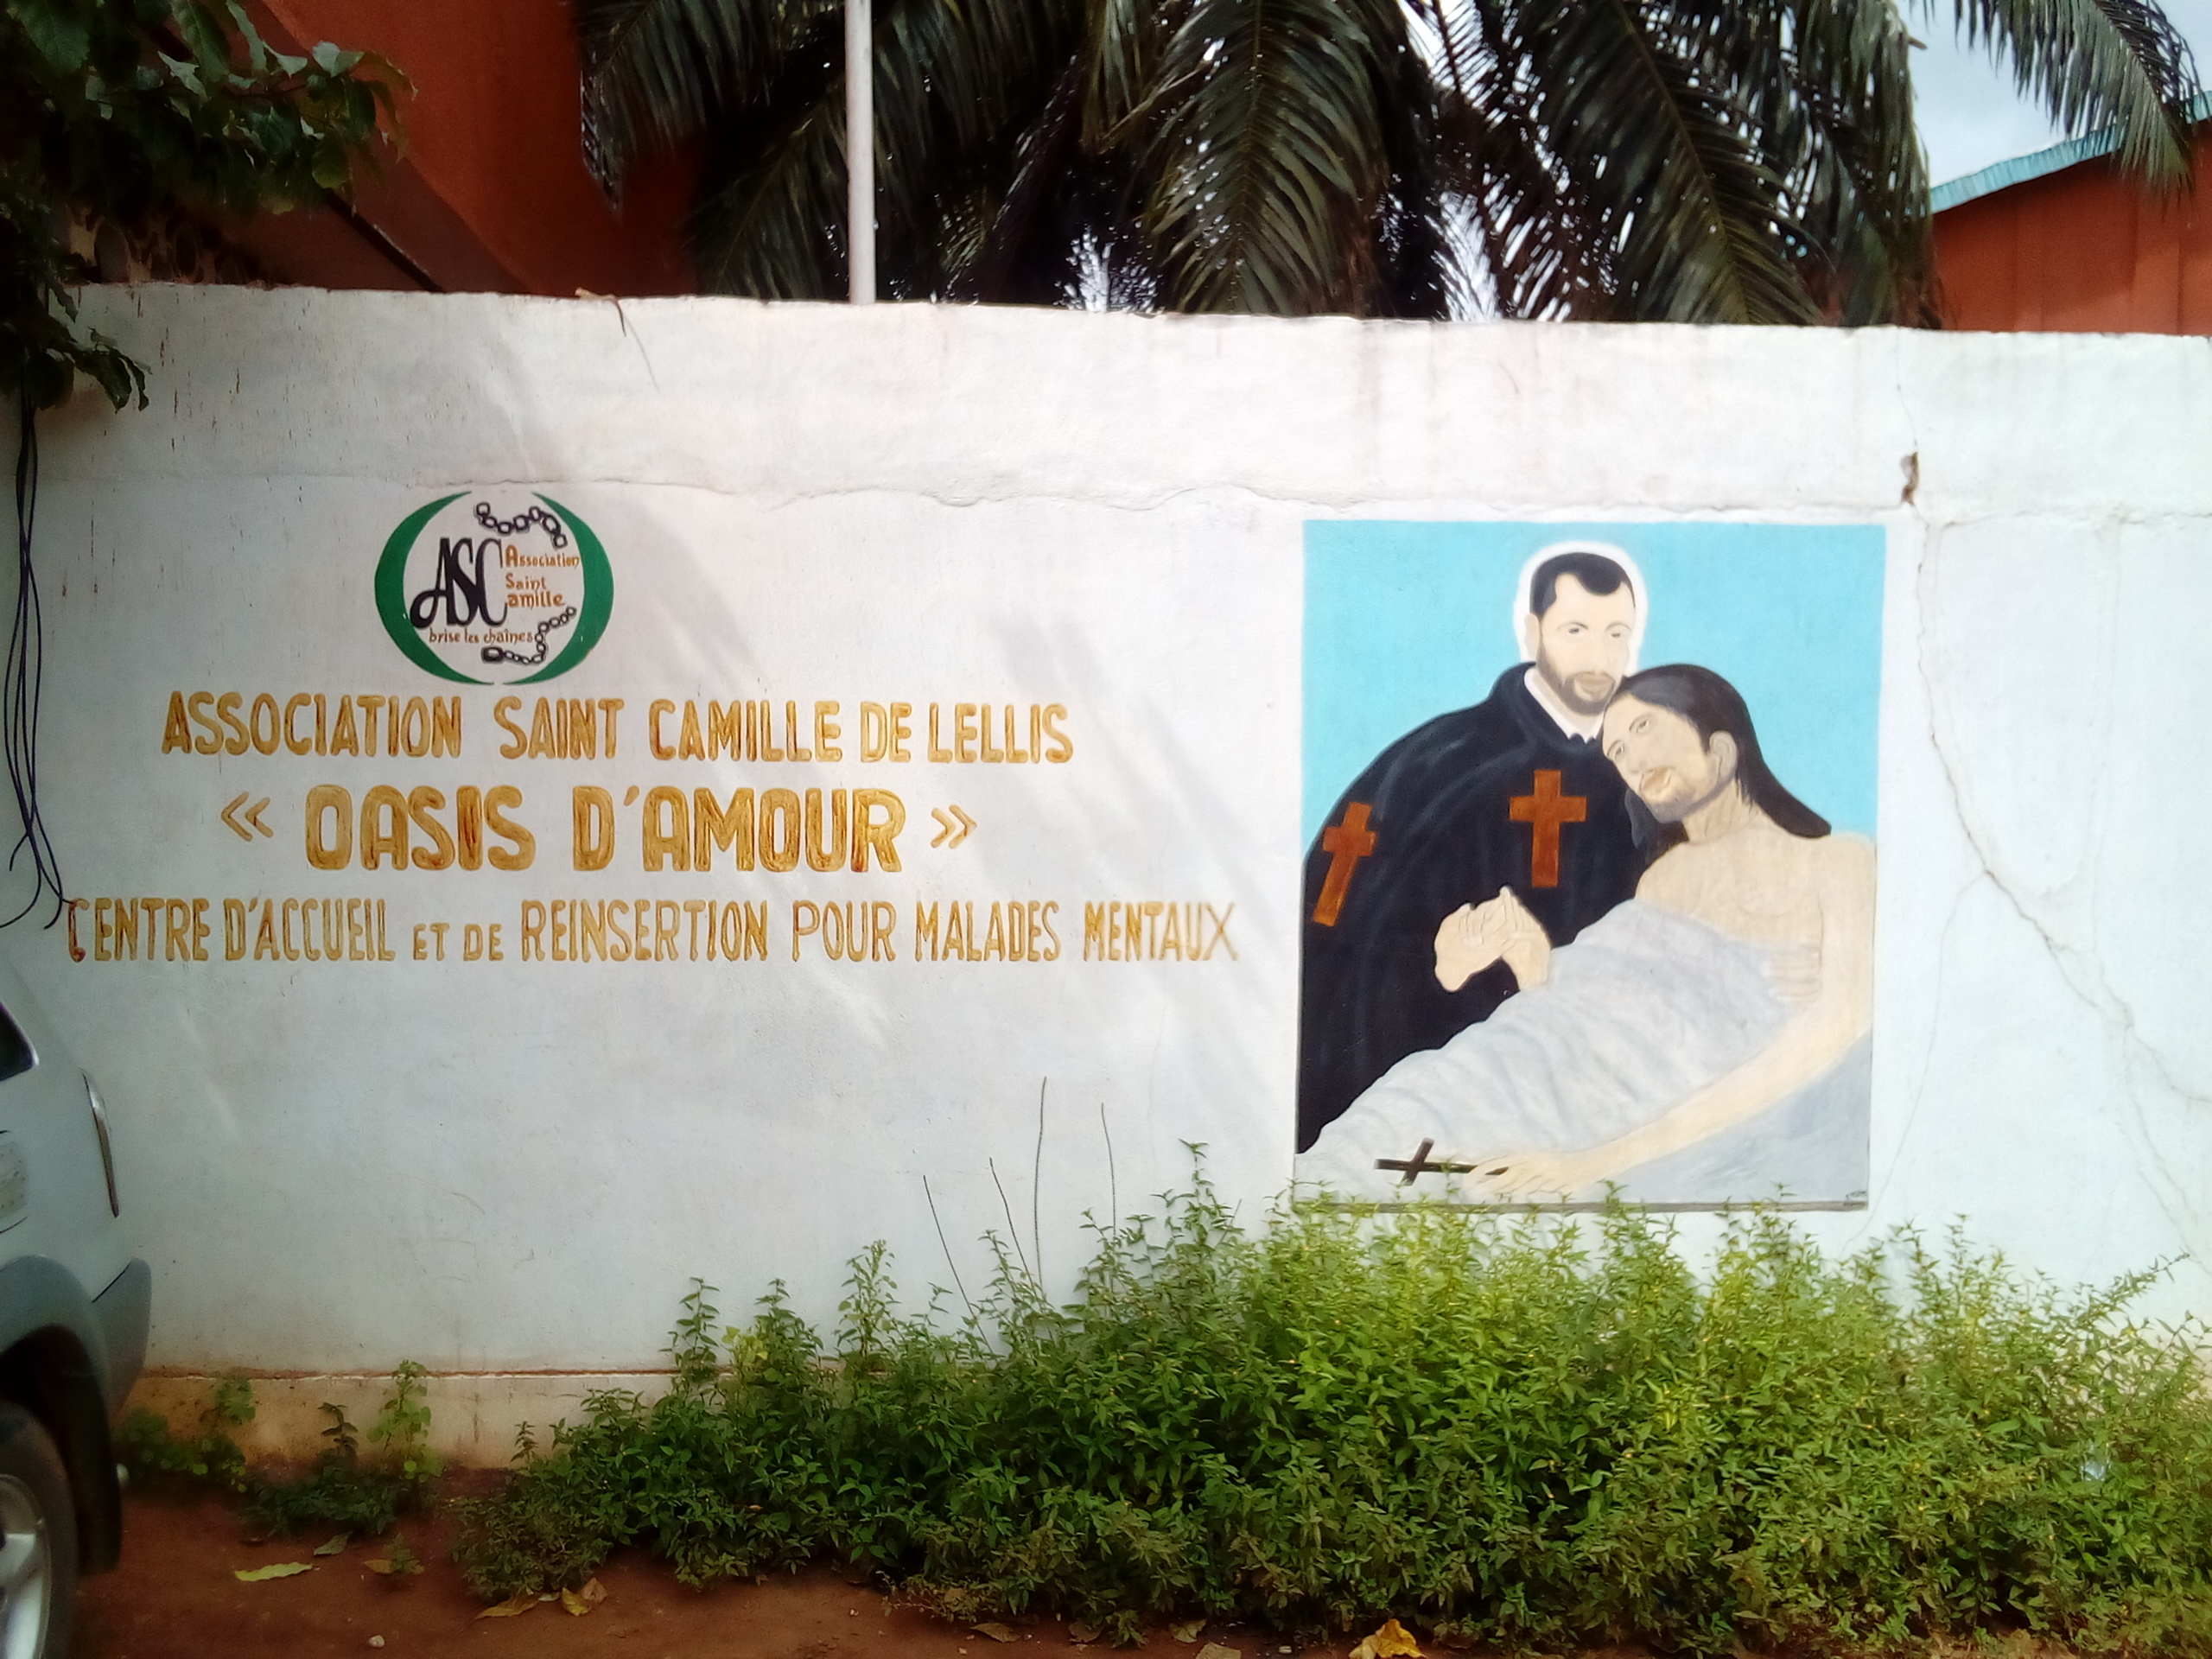 ASC
Association
Saint
Camille
brise les chaînes
ASSOCIATION SAINT CAMILLE DE LELLIS
« OASIS D'AMOUR »
CENTRE D'ACCUEIL ET DE REINSERTION POUR MALADES MENTAUX